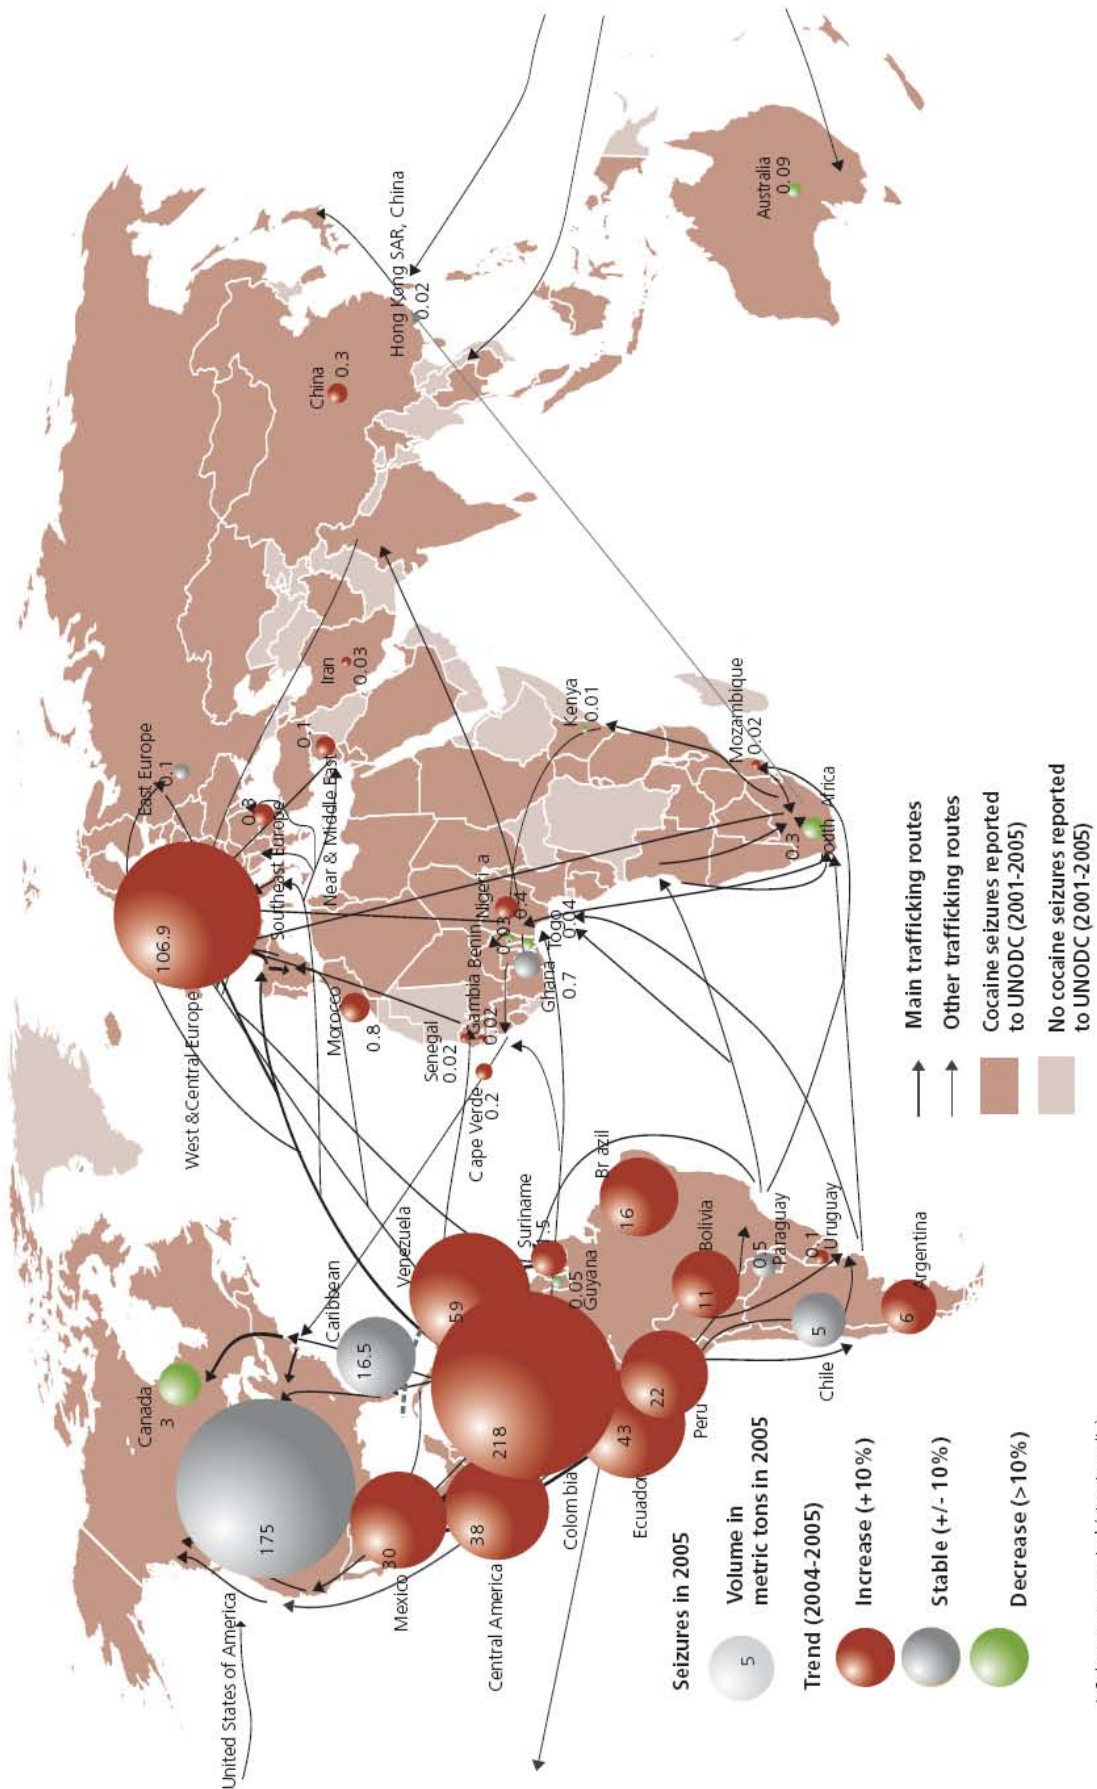 United States of America
175
Canada
3
Mexico
30
Central America
38
Colombia
218
Caribbean
16.5
Venezuela
59
Ecuador
43
Peru
22
Suriname
1.5
Guyana
0.05
Brazil
16
Bolivia
11
Paraguay
0.5
Uruguay
0.1
Chile
5
Argentina
6
West &Central Europe
106.9
East Europe
0.1
Southeast Europe
0.3
Near & Middle East
0.1
Iran
0.03
Morocco
0.8
Senegal
0.02
Cape Verde
0.2
Gambia
0.02
Benin
0.03
Nigeria
0.4
Ghana
0.7
Togo
0.04
Kenya
0.01
Mozambique
0.02
South Africa
0.3
China
0.3
Hong Kong SAR, China
0.02
Australia
0.09
Seizures in 2005
5
Volume in
metric tons in 2005
Trend (2004-2005)
Increase (+10%)
Stable (+/- 10%)
Decrease (>10%)
Main trafficking routes
Other trafficking routes
Cocaine seizures reported
to UNODC (2001-2005)
No cocaine seizures reported
to UNODC (2001-2005)